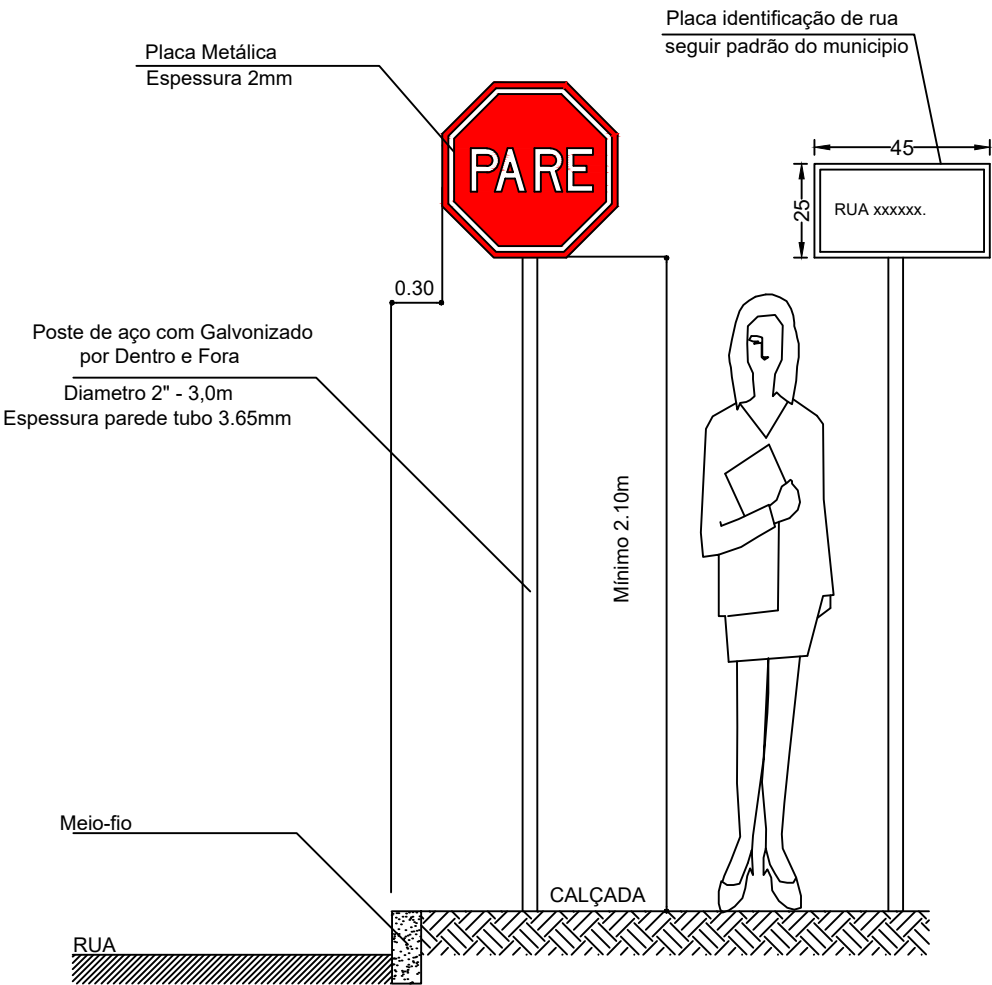 Placa identificação de rua
seguir padrão do municipio
Placa Metálica
Espessura 2mm
PARE
45
25
RUA xxxxxx.
0.30
Poste de aço com Galvonizado
por Dentro e Fora
Diametro 2" - 3,0m
Espessura parede tubo 3.65mm
Mínimo 2.10m
Meio-fio
CALÇADA
RUA